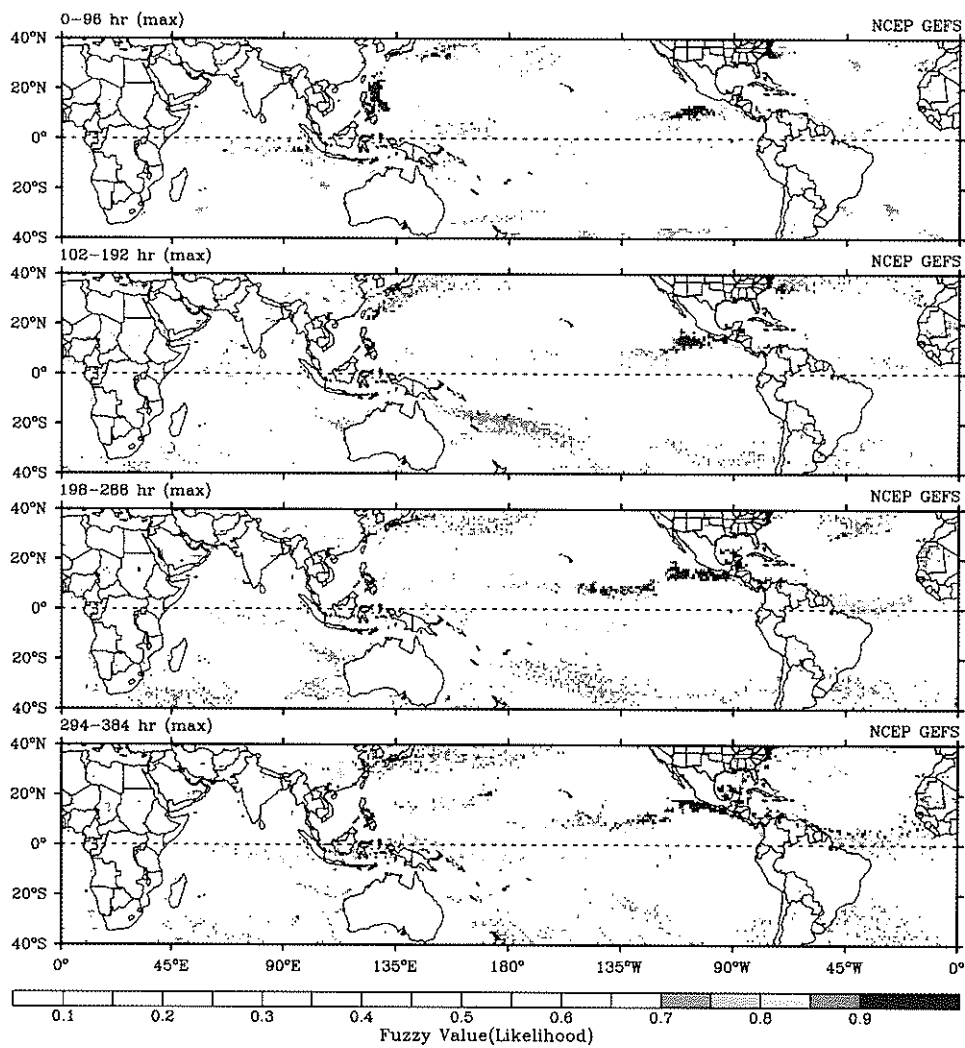 0-96 hr (max) NCEP GEFS
40°N
20°N
0°
20°S
40°S
102-192 hr (max) NCEP GEFS
40°N
20°N
0°
20°S
40°S
198-288 hr (max) NCEP GEFS
40°N
20°N
0°
20°S
40°S
294-384 hr (max) NCEP GEFS
40°N
20°N
0°
20°S
40°S
0° 45°E 90°E 135°E 180° 135°W 90°W 45°W 0°
0.1 0.2 0.3 0.4 0.5 0.6 0.7 0.8 0.9
Fuzzy Value(Likelihood)